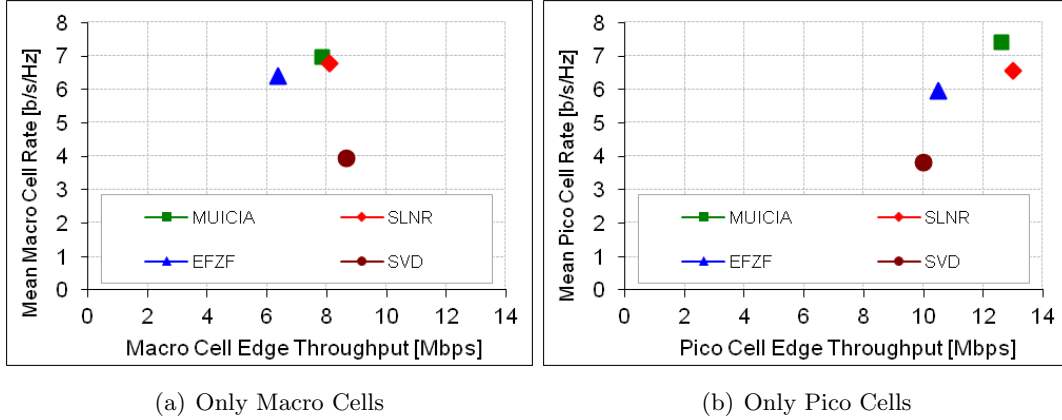 8
7
6
5
4
3
2
1
0
Mean Macro Cell Rate [b/s/Hz]
MUICIA
SLNR
EFZF
SVD
0 2 4 6 8 10 12 14
Macro Cell Edge Throughput [Mbps]
(a) Only Macro Cells
8
7
6
5
4
3
2
1
0
Mean Pico Cell Rate [b/s/Hz]
MUICIA
SLNR
EFZF
SVD
0 2 4 6 8 10 12 14
Pico Cell Edge Throughput [Mbps]
(b) Only Pico Cells